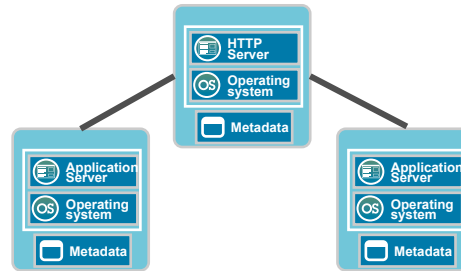 HTTP
Server
OS Operating
system
Metadata
Application
Server
OS Operating
system
Metadata
Application
Server
OS Operating
system
Metadata